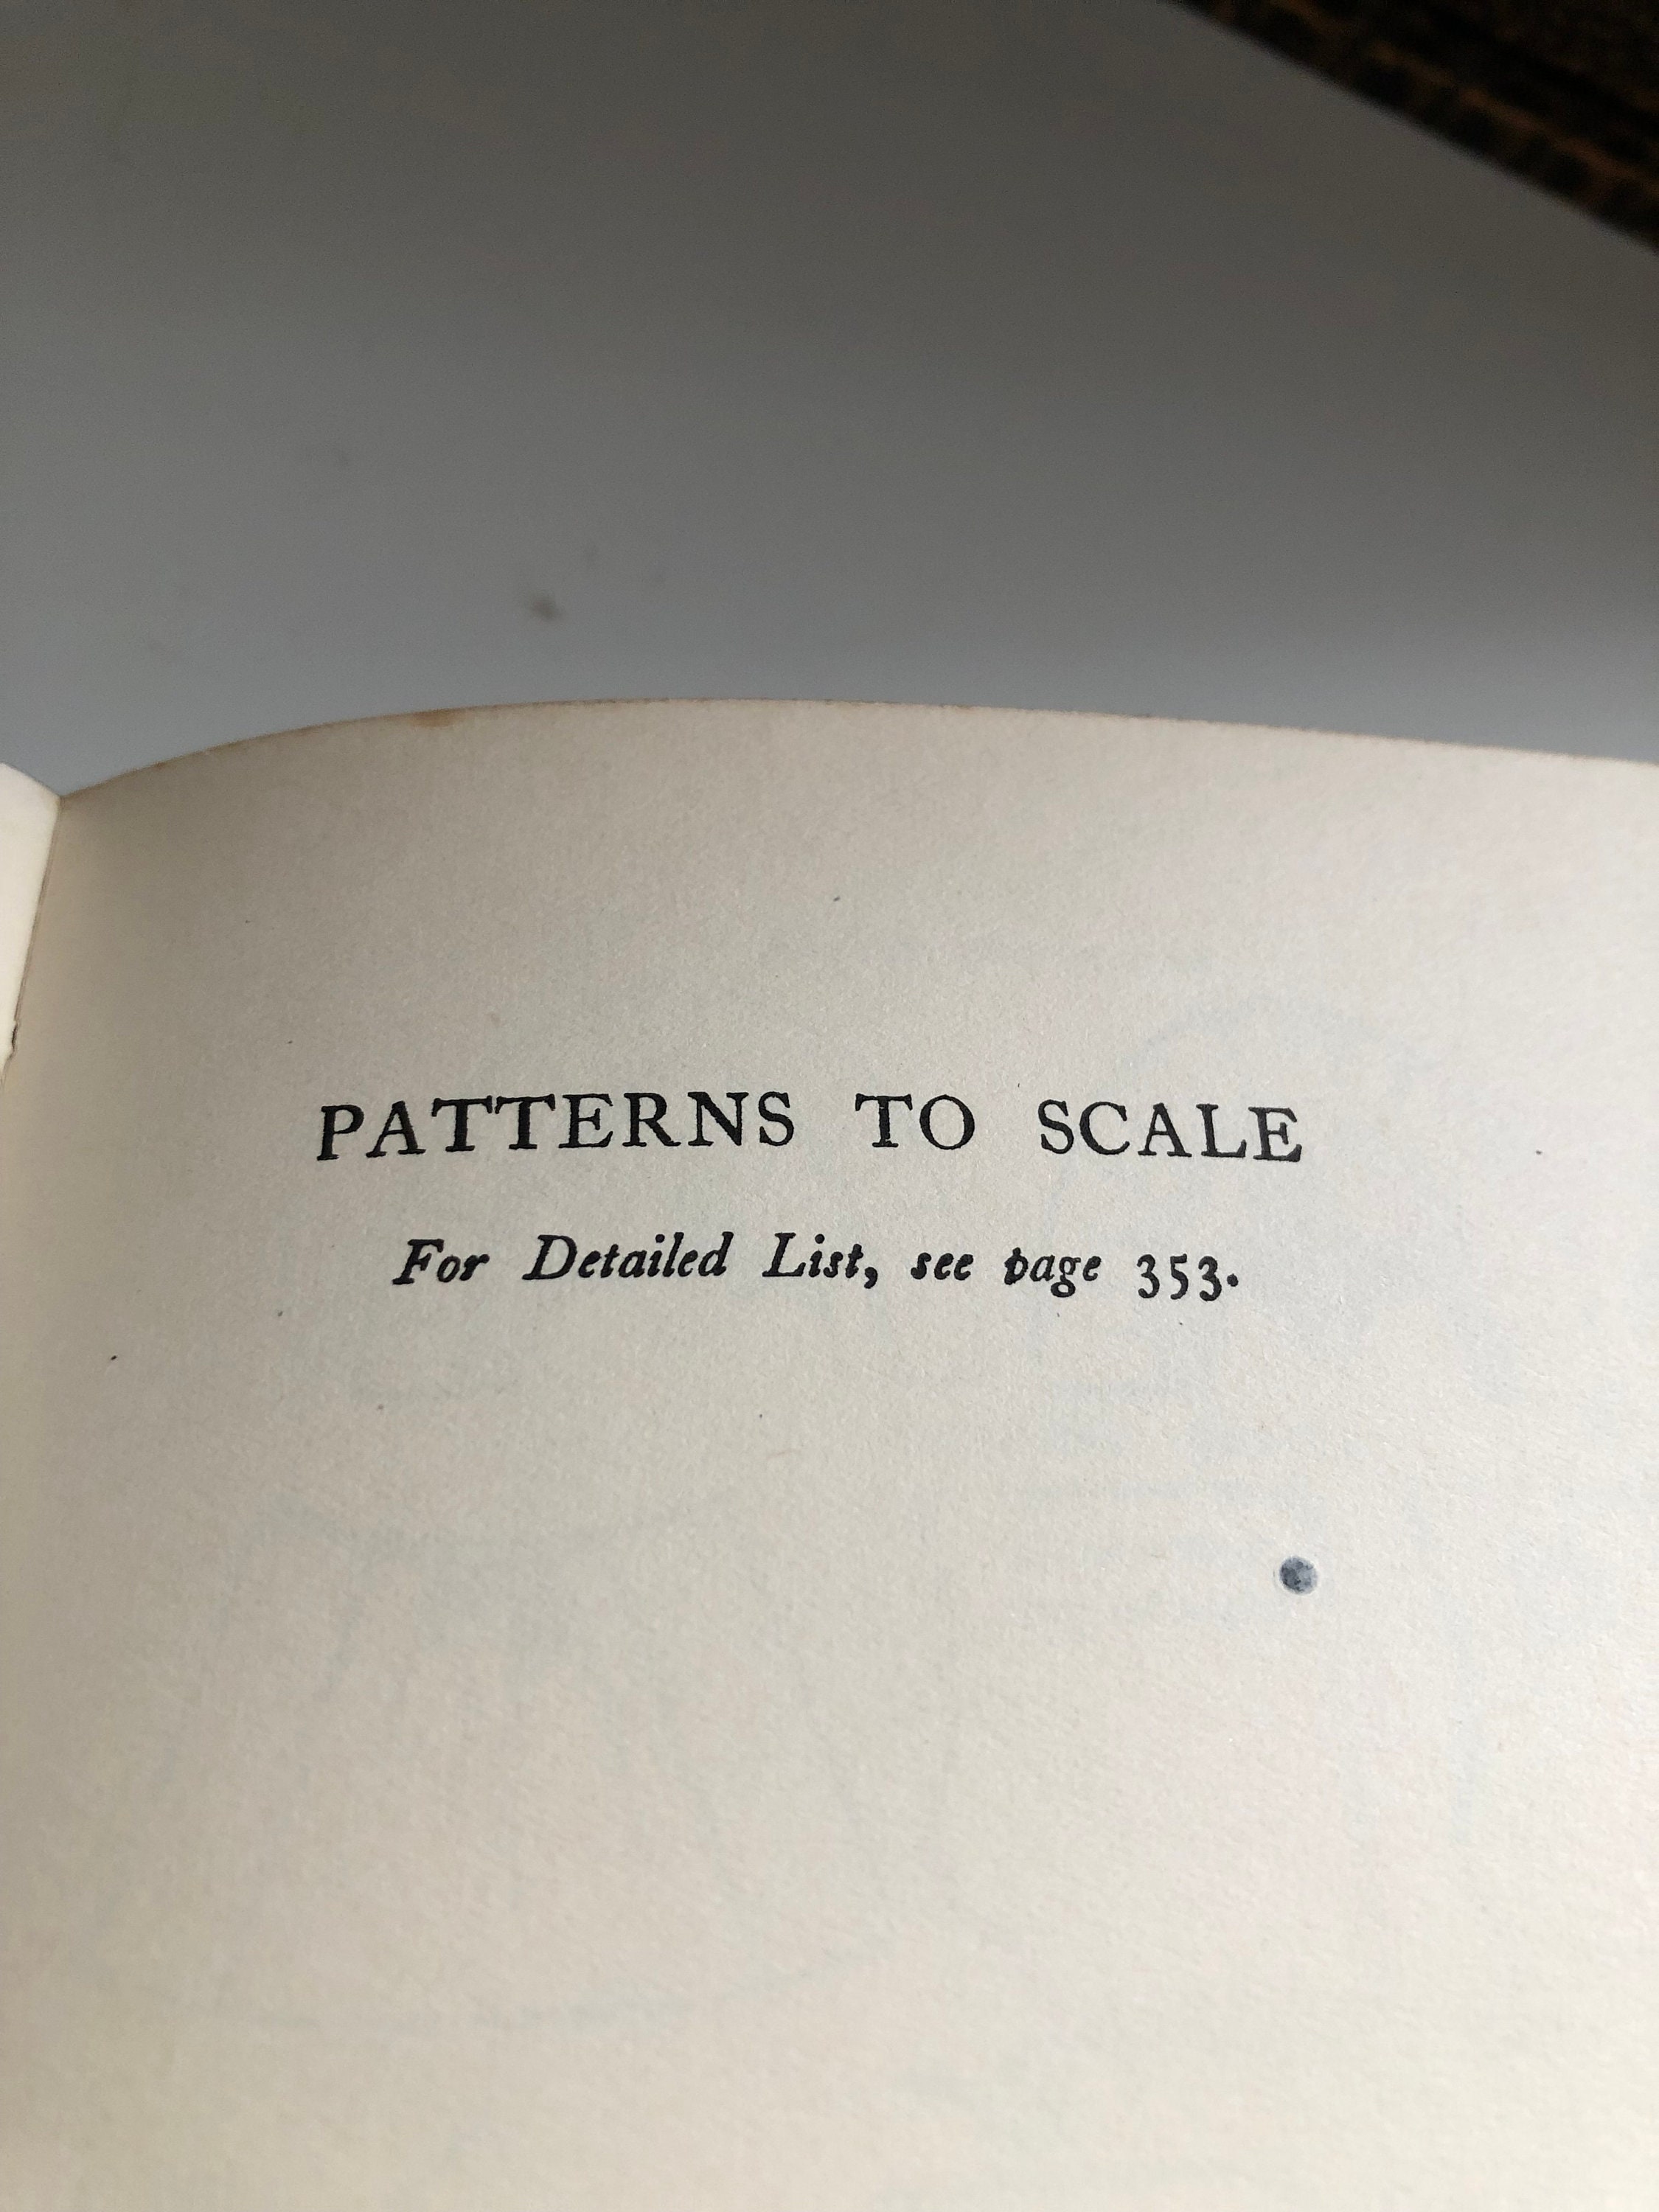 PATTERNS TO SCALE
For Detailed List, see page 353.